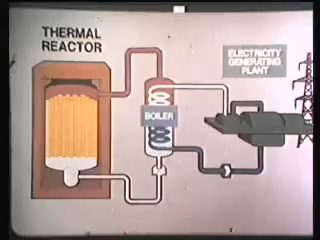 THERMAL
REACTOR
BOILER
ELECTRICITY
GENERATING
PLANT